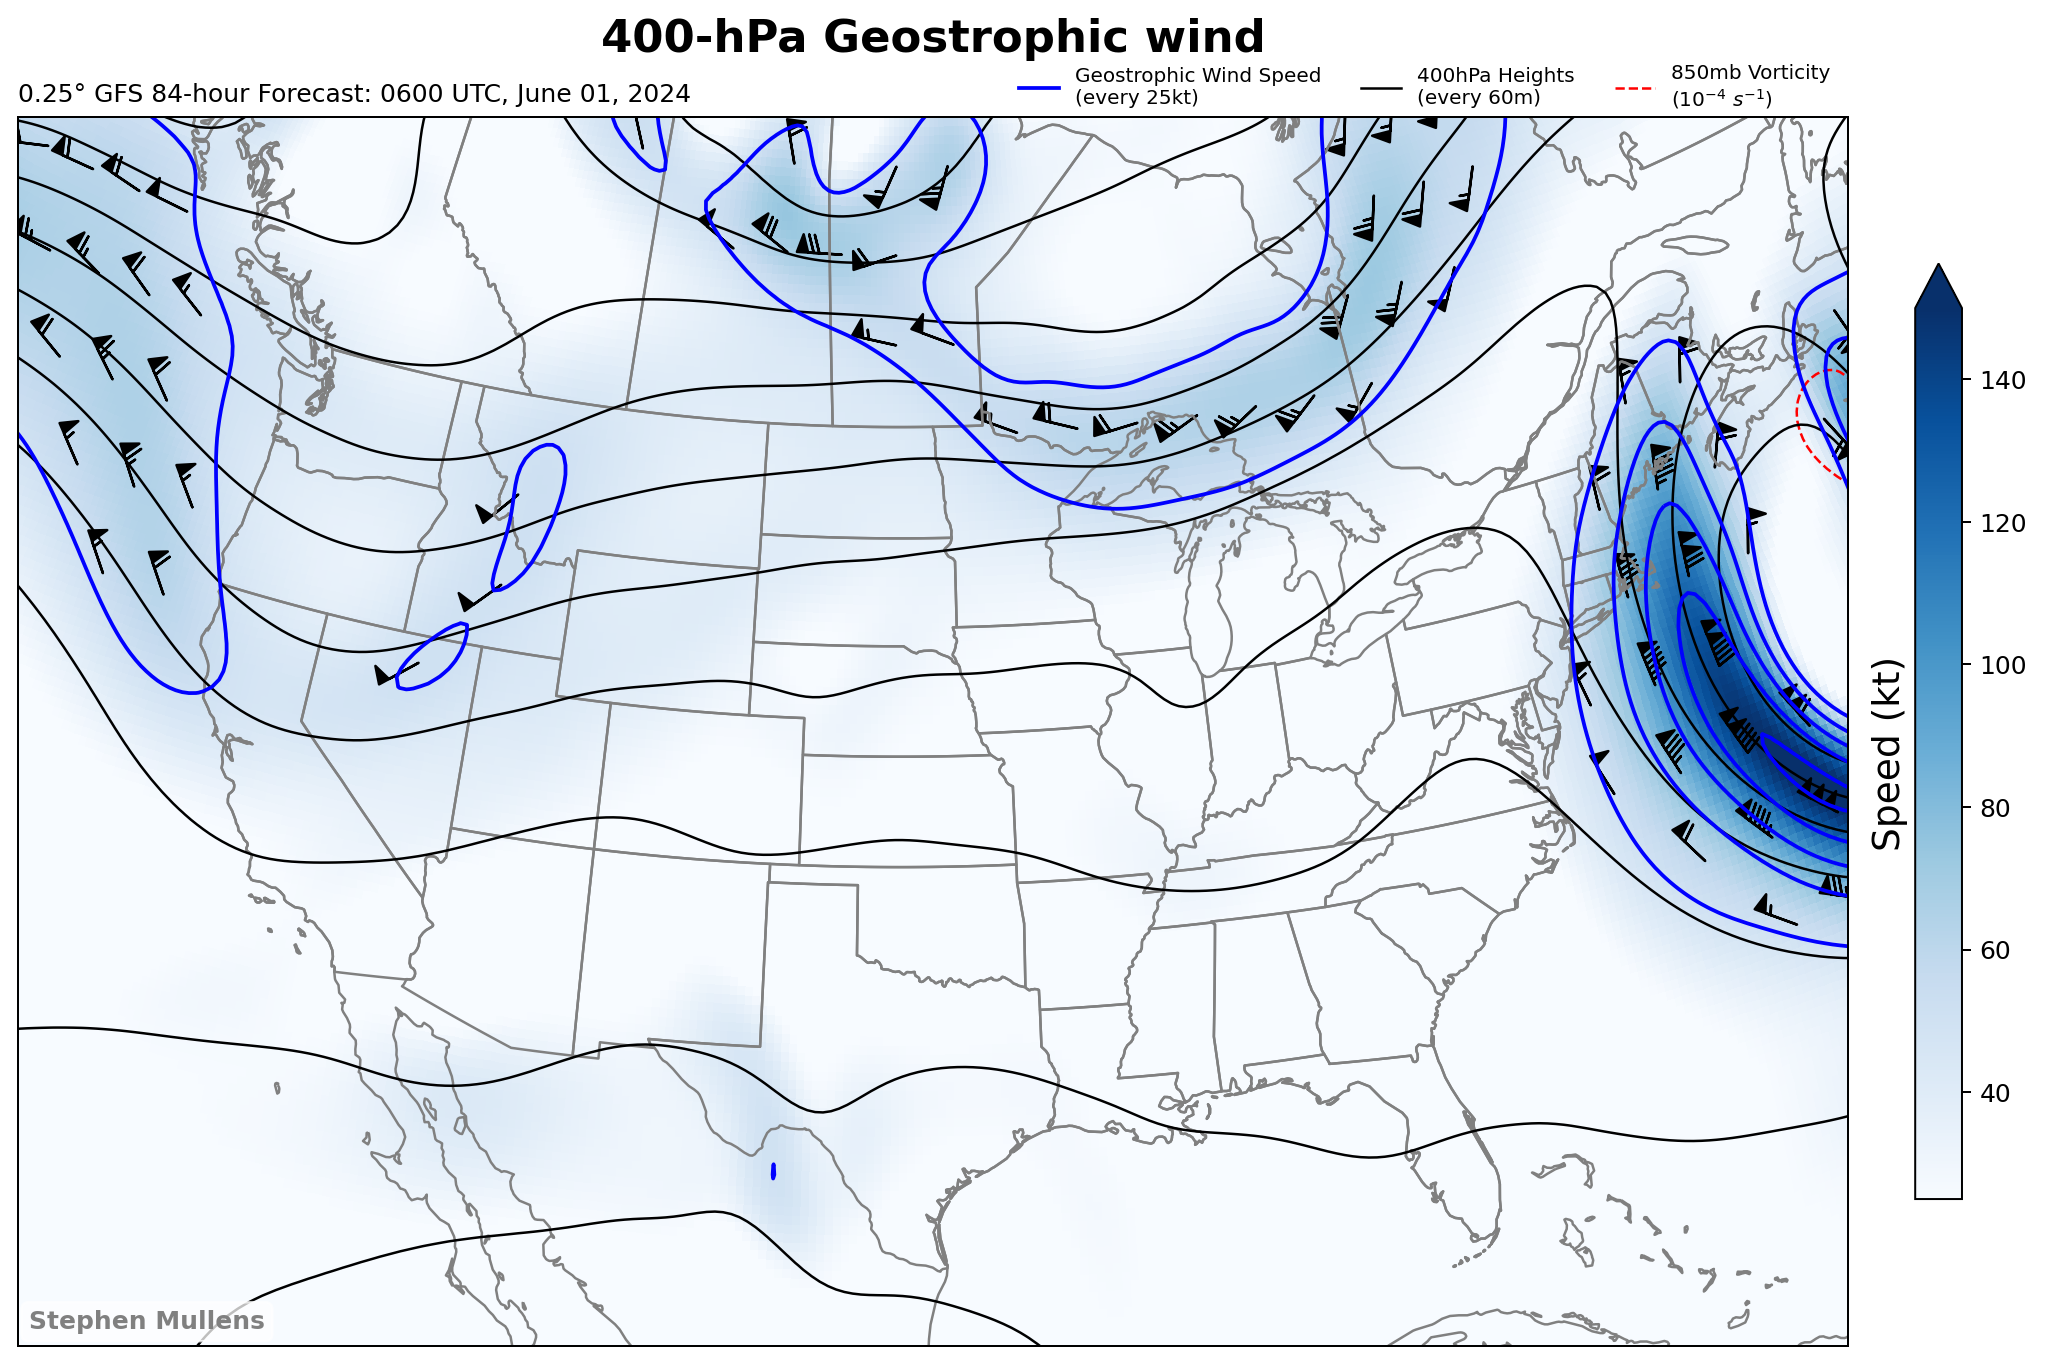 400-hPa Geostrophic wind
0.25° GFS 84-hour Forecast: 0600 UTC, June 01, 2024
Geostrophic Wind Speed
(every 25kt)
400hPa Heights
(every 60m)
850mb Vorticity
(10⁻⁴ s⁻¹)
140
120
100
80
60
40
Speed (kt)
Stephen Mullens